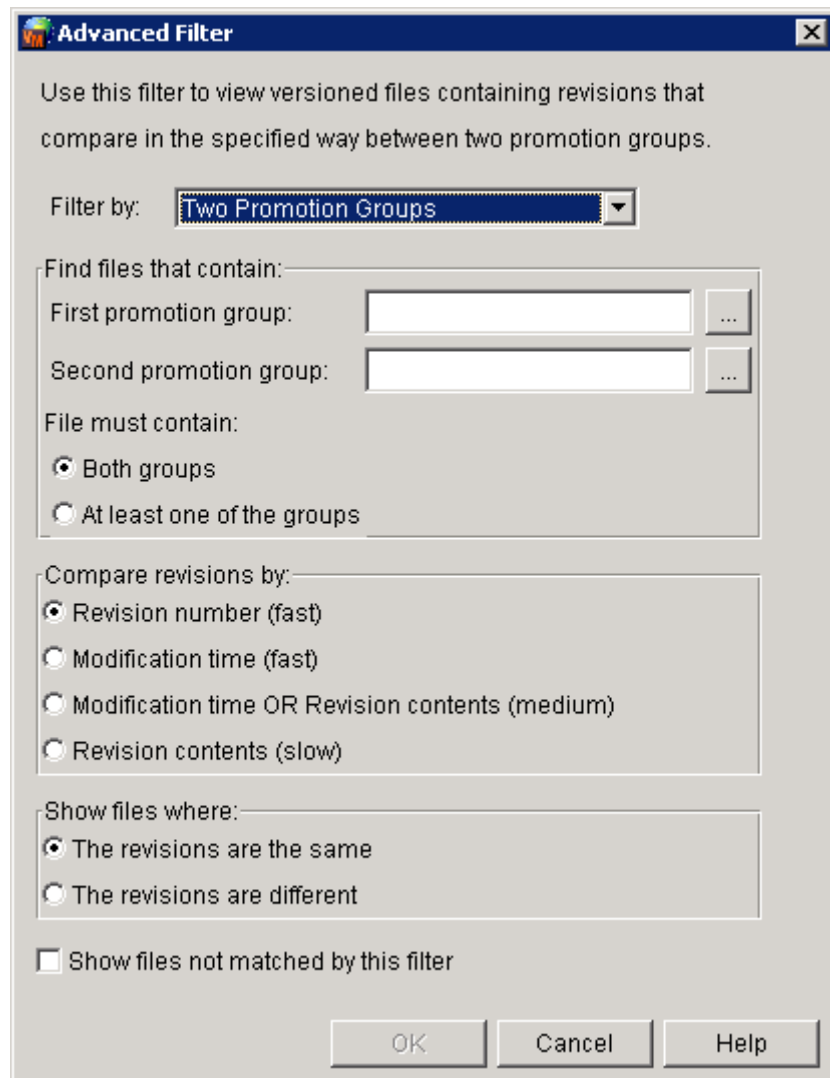 Advanced Filter
Use this filter to view versioned files containing revisions that
compare in the specified way between two promotion groups.
Filter by: Two Promotion Groups
Find files that contain:
First promotion group: ...
Second promotion group: ...
File must contain:
Both groups
At least one of the groups
Compare revisions by:
Revision number (fast)
Modification time (fast)
Modification time OR Revision contents (medium)
Revision contents (slow)
Show files where:
The revisions are the same
The revisions are different
Show files not matched by this filter
OK Cancel Help